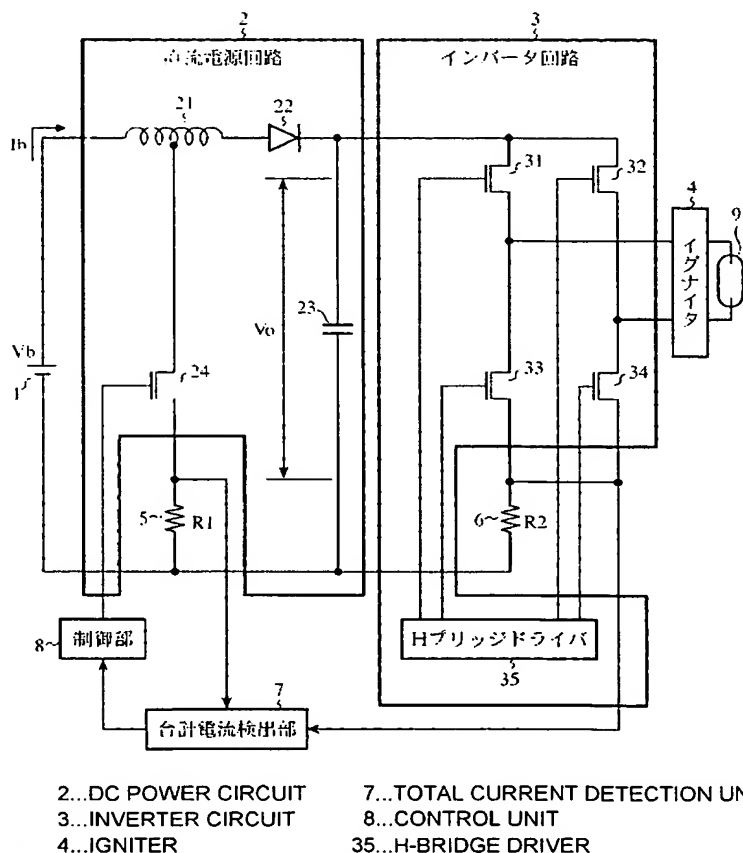 2
3
直流電源回路
インバータ回路
21
22
Ib
31
32
4
9
イグナイタ
23
Vo
Vb
1
24
33
34
5
R1
6
R2
8
制御部
Hブリッジドライバ
35
7
合計電流検出部
2...DC POWER CIRCUIT
7...TOTAL CURRENT DETECTION UN
3...INVERTER CIRCUIT
8...CONTROL UNIT
4...IGNITER
35...H-BRIDGE DRIVER